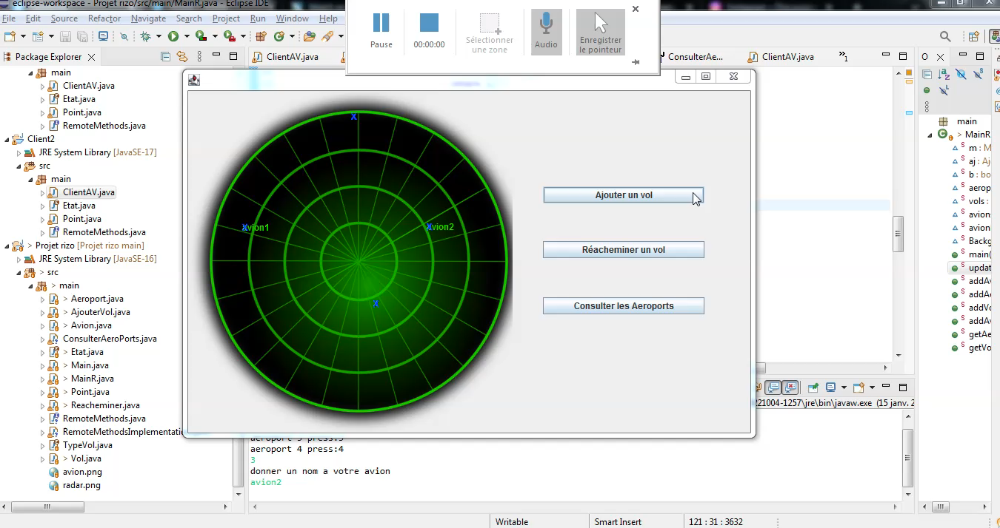 eclipse-workspace - Projet rizo/src/main/MainR.java - Eclipse IDE
File Edit Source Refactor Navigate Search Project Run Window Help
Pause
00:00:00
Sélectionner
une zone
Audio
Enregistrer
le pointeur
Package Explorer
ClientAV.java
ConsulterAe...
ClientAV.java
»1
O
main
ClientAV.java
Etat.java
Point.java
RemoteMethods.java
Client2
JRE System Library [JavaSE-17]
src
main
ClientAV.java
Etat.java
Point.java
RemoteMethods.java
> Projet rizo [Projet rizo main]
JRE System Library [JavaSE-16]
> src
> main
> Aeroport.java
> AjouterVol.java
> Avion.java
ConsulterAeroPorts.java
> Etat.java
> Main.java
> MainR.java
> Point.java
> Reacheminer.java
RemoteMethods.java
RemoteMethodsImplementatio
TypeVol.java
> Vol.java
avion.png
radar.png
X
X
avion1
X
avion2
X
Ajouter un vol
Réacheminer un vol
Consulter les Aeroports
main
> MainR
m : M
aj : Aj
b : bo
aerop
vols :
avion
avion
Backg
main(
updat
addAv
addAe
addVo
addAv
getAe
getVo
21004-1257\jre\bin\javaw.exe (15 janv. 2
aeroport 3 press:3
aeroport 4 press:4
3
donner un nom a votre avion
avion2
Writable
Smart Insert
121 : 31 : 3632